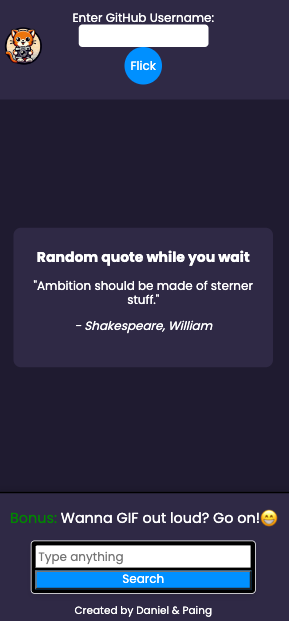 Enter GitHub Username:
Flick
Random quote while you wait
"Ambition should be made of sterner
stuff."
- Shakespeare, William
Bonus: Wanna GIF out loud? Go on!😁
Type anything
Search
Created by Daniel & Paing